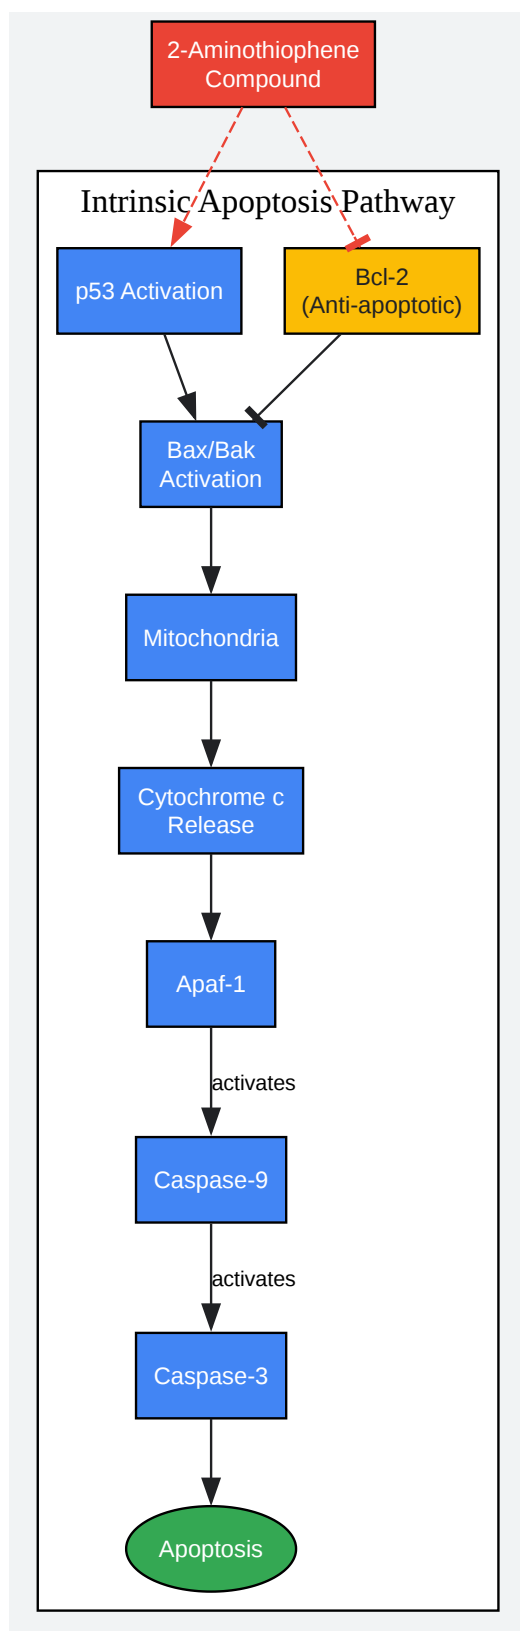 2-Aminothiophene
Compound
Intrinsic Apoptosis Pathway
p53 Activation
Bcl-2
(Anti-apoptotic)
Bax/Bak
Activation
Mitochondria
Cytochrome c
Release
Apaf-1
activates
Caspase-9
activates
Caspase-3
Apoptosis